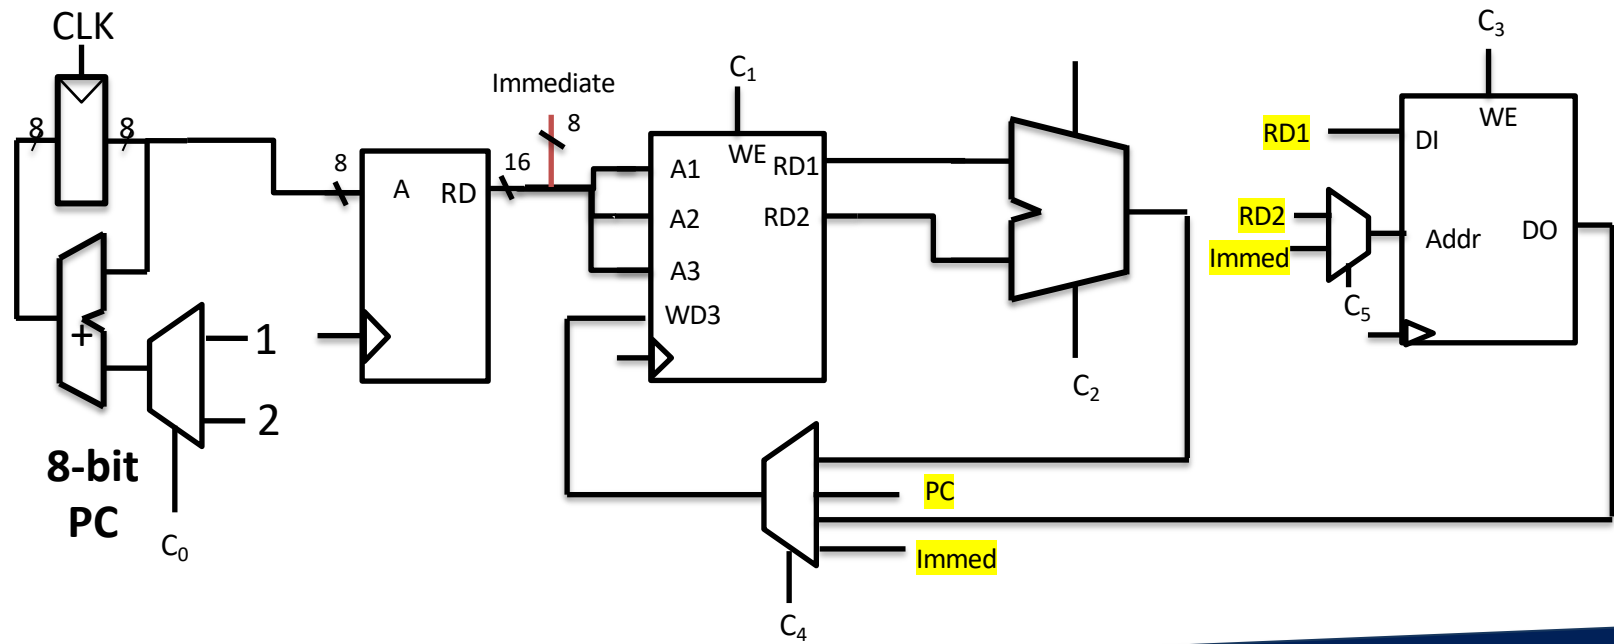 CLK
8
8
+
1
2
8-bit
PC
C₀
8
A
RD
16
Immediate
8
C₁
WE
A1
A2
A3
WD3
RD1
RD2
C₂
PC
Immed
C₄
C₃
RD1
DI
WE
RD2
Immed
Addr
DO
C₅